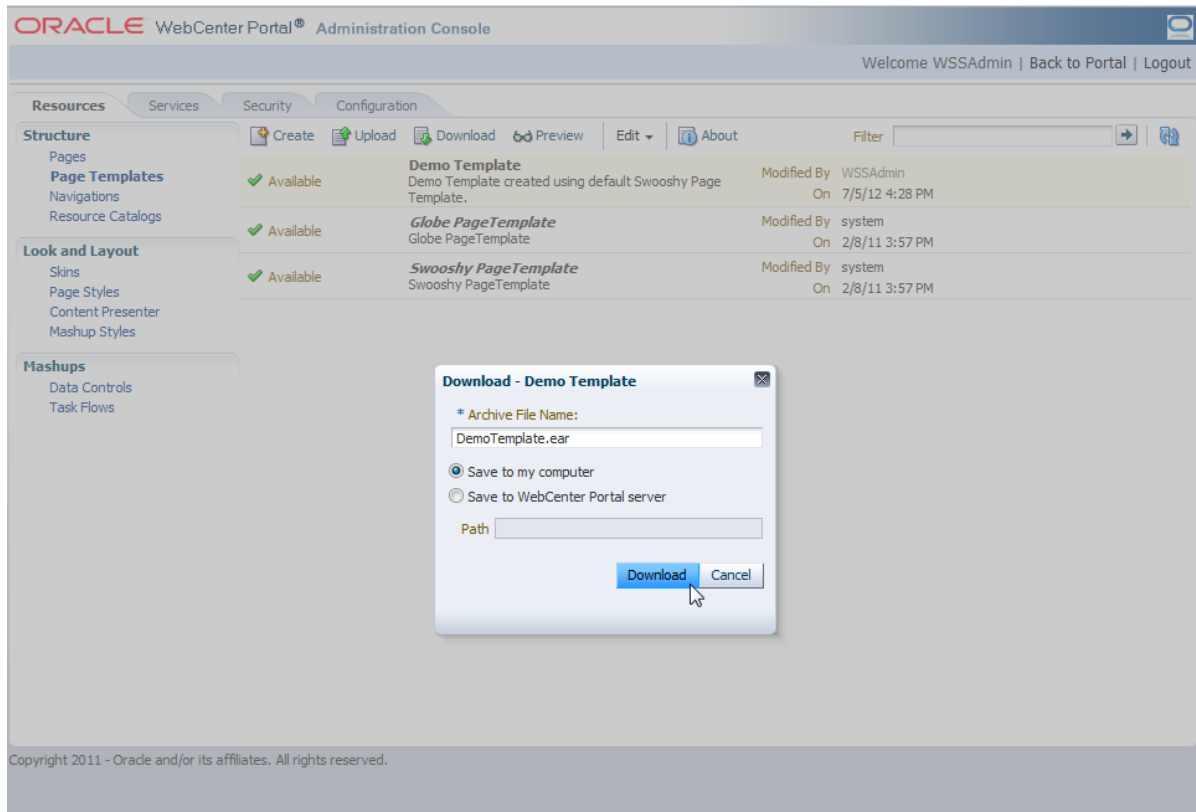 ORACLE WebCenter Portal® Administration Console
Welcome WSSAdmin | Back to Portal | Logout
Resources Services Security Configuration
Structure
Pages
Page Templates
Navigations
Resource Catalogs
Look and Layout
Skins
Page Styles
Content Presenter
Mashup Styles
Mashups
Data Controls
Task Flows
Create Upload Download Preview Edit About Filter
Available
Demo Template
Demo Template created using default Swooshy Page
Template.
Modified By WSSAdmin
On 7/5/12 4:28 PM
Available
Globe PageTemplate
Globe PageTemplate
Modified By system
On 2/8/11 3:57 PM
Available
Swooshy PageTemplate
Swooshy PageTemplate
Modified By system
On 2/8/11 3:57 PM
Download - Demo Template
* Archive File Name:
DemoTemplate.ear
Save to my computer
Save to WebCenter Portal server
Path
Download Cancel
Copyright 2011 - Oracle and/or its affiliates. All rights reserved.